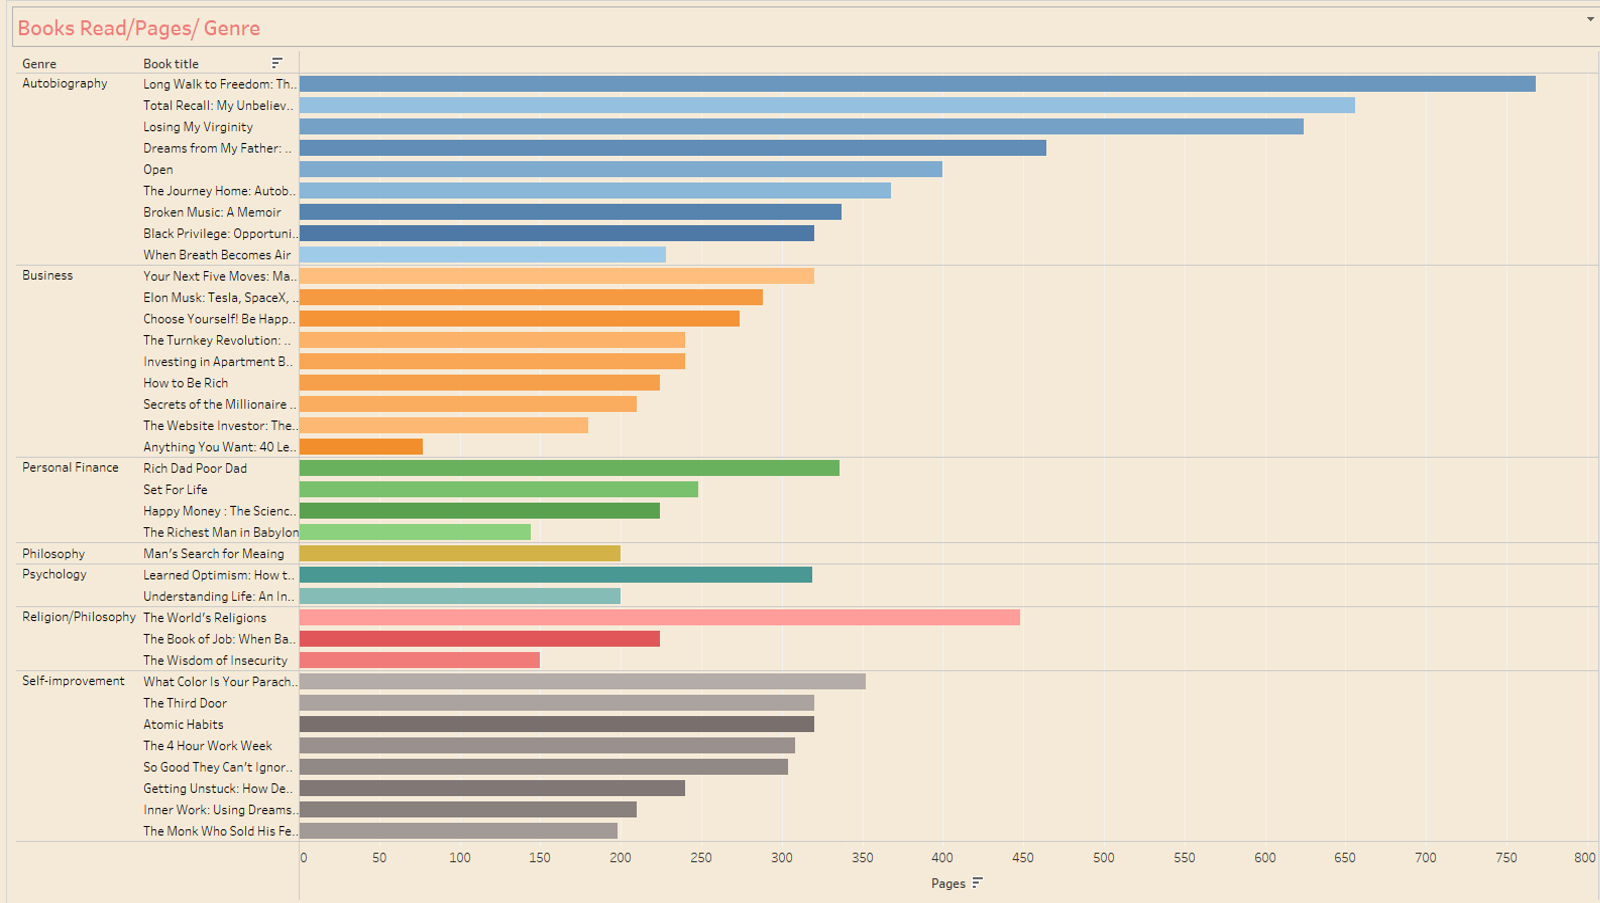 Books Read/Pages/ Genre
Genre Book title
Autobiography Long Walk to Freedom: Th..
Total Recall: My Unbeliev..
Losing My Virginity
Dreams from My Father: ..
Open
The Journey Home: Autob..
Broken Music: A Memoir
Black Privilege: Opportuni..
When Breath Becomes Air
Business Your Next Five Moves: Ma..
Elon Musk: Tesla, SpaceX, ..
Choose Yourself! Be Happ..
The Turnkey Revolution: ..
Investing in Apartment B..
How to Be Rich
Secrets of the Millionaire ..
The Website Investor: The..
Anything You Want: 40 Le..
Personal Finance Rich Dad Poor Dad
Set For Life
Happy Money : The Scienc..
The Richest Man in Babylon
Philosophy Man's Search for Meaing
Psychology Learned Optimism: How t..
Understanding Life: An In..
Religion/Philosophy The World's Religions
The Book of Job: When Ba..
The Wisdom of Insecurity
Self-improvement What Color Is Your Parach..
The Third Door
Atomic Habits
The 4 Hour Work Week
So Good They Can't Ignor..
Getting Unstuck: How De..
Inner Work: Using Dreams..
The Monk Who Sold His Fe..
0 50 100 150 200 250 300 350 400 450 500 550 600 650 700 750 800
Pages